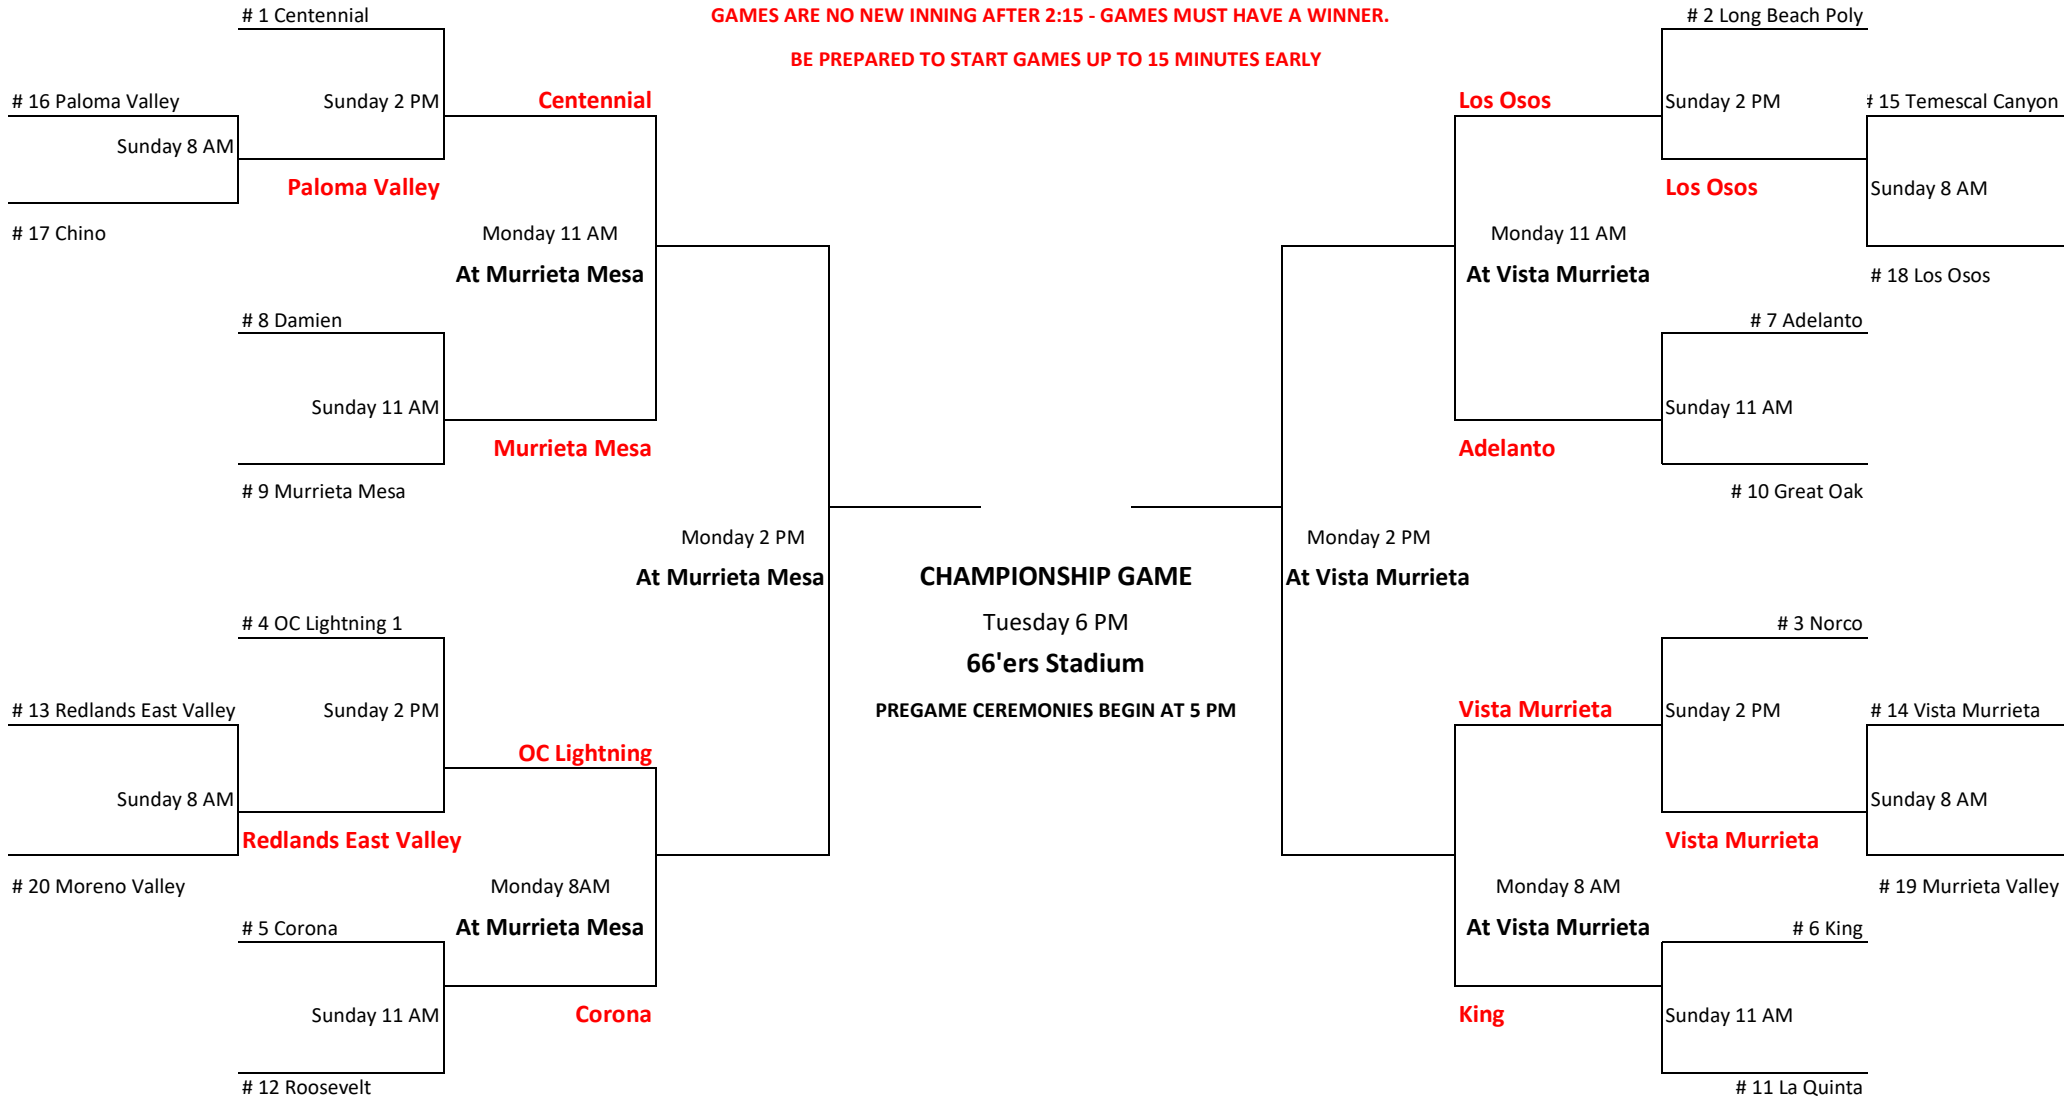 # 1 Centennial
GAMES ARE NO NEW INNING AFTER 2:15 - GAMES MUST HAVE A WINNER.
# 2 Long Beach Poly
BE PREPARED TO START GAMES UP TO 15 MINUTES EARLY
# 16 Paloma Valley
Sunday 2 PM
Centennial
Los Osos
Sunday 2 PM
# 15 Temescal Canyon
Sunday 8 AM
Paloma Valley
Los Osos
Sunday 8 AM
# 17 Chino
Monday 11 AM
Monday 11 AM
At Murrieta Mesa
At Vista Murrieta
# 18 Los Osos
# 8 Damien
# 7 Adelanto
Sunday 11 AM
Sunday 11 AM
Murrieta Mesa
Adelanto
# 9 Murrieta Mesa
# 10 Great Oak
Monday 2 PM
Monday 2 PM
At Murrieta Mesa
CHAMPIONSHIP GAME
At Vista Murrieta
# 4 OC Lightning 1
Tuesday 6 PM
# 3 Norco
66'ers Stadium
# 13 Redlands East Valley
Sunday 2 PM
PREGAME CEREMONIES BEGIN AT 5 PM
Vista Murrieta
Sunday 2 PM
# 14 Vista Murrieta
OC Lightning
Sunday 8 AM
Sunday 8 AM
Redlands East Valley
Vista Murrieta
# 20 Moreno Valley
Monday 8AM
Monday 8 AM
# 19 Murrieta Valley
# 5 Corona
At Murrieta Mesa
At Vista Murrieta
# 6 King
Sunday 11 AM
Corona
King
Sunday 11 AM
# 12 Roosevelt
# 11 La Quinta